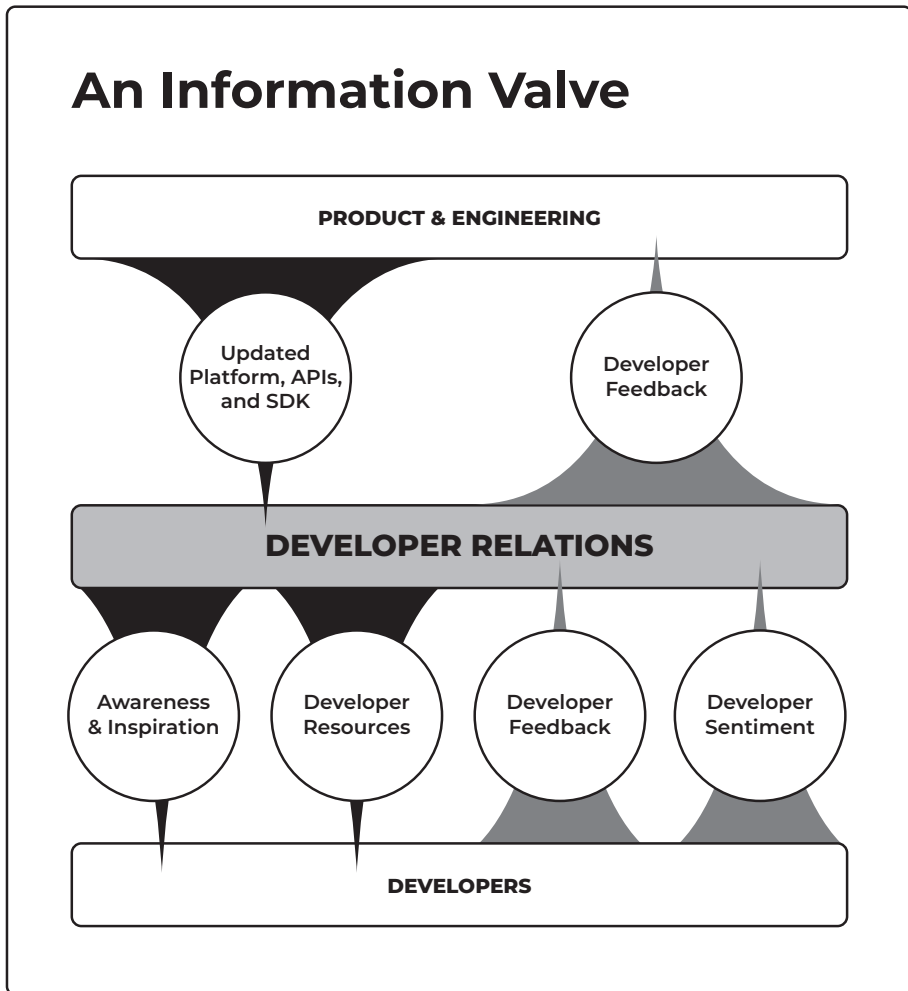 An Information Valve
PRODUCT & ENGINEERING
Updated
Platform, APIs,
and SDK
Developer
Feedback
DEVELOPER RELATIONS
Awareness
& Inspiration
Developer
Resources
Developer
Feedback
Developer
Sentiment
DEVELOPERS